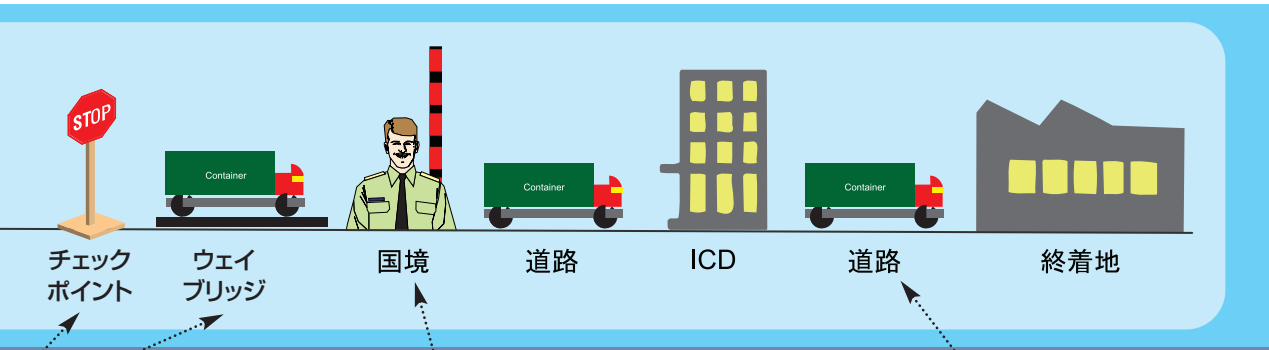 STOP
Container
Container
Container
チェック
ポイント
ウェイ
ブリッジ
国境
道路
ICD
道路
終着地